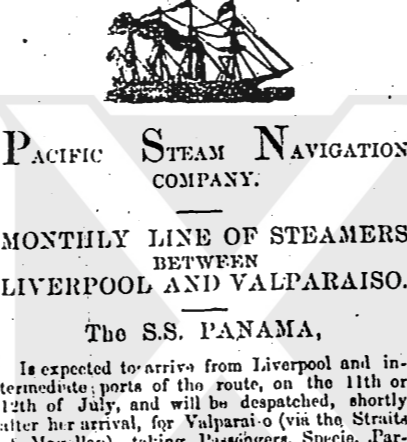 PACIFIC STEAM NAVIGATION
COMPANY.
MONTHLY LINE OF STEAMERS
BETWEEN
LIVERPOOL AND VALPARAISO.
The S.S. PANAMA,
Is expected to arrive from Liverpool and in-
termediate ports of the route, on the 11th or
12th of July, and will be despatched, shortly
after her arrival, for Valparaiso (via the Straits
taking Passengers, Specie, Par-